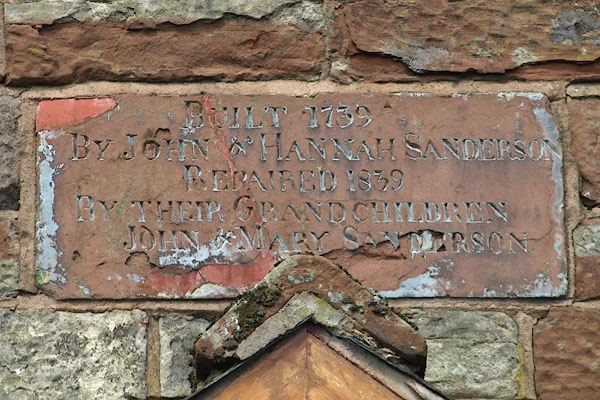 BUILT 1739
BY JOHN & HANNAH SANDERSON
REPAIRED 1839
BY THEIR GRANDCHILDREN
JOHN & MARY SANDERSON